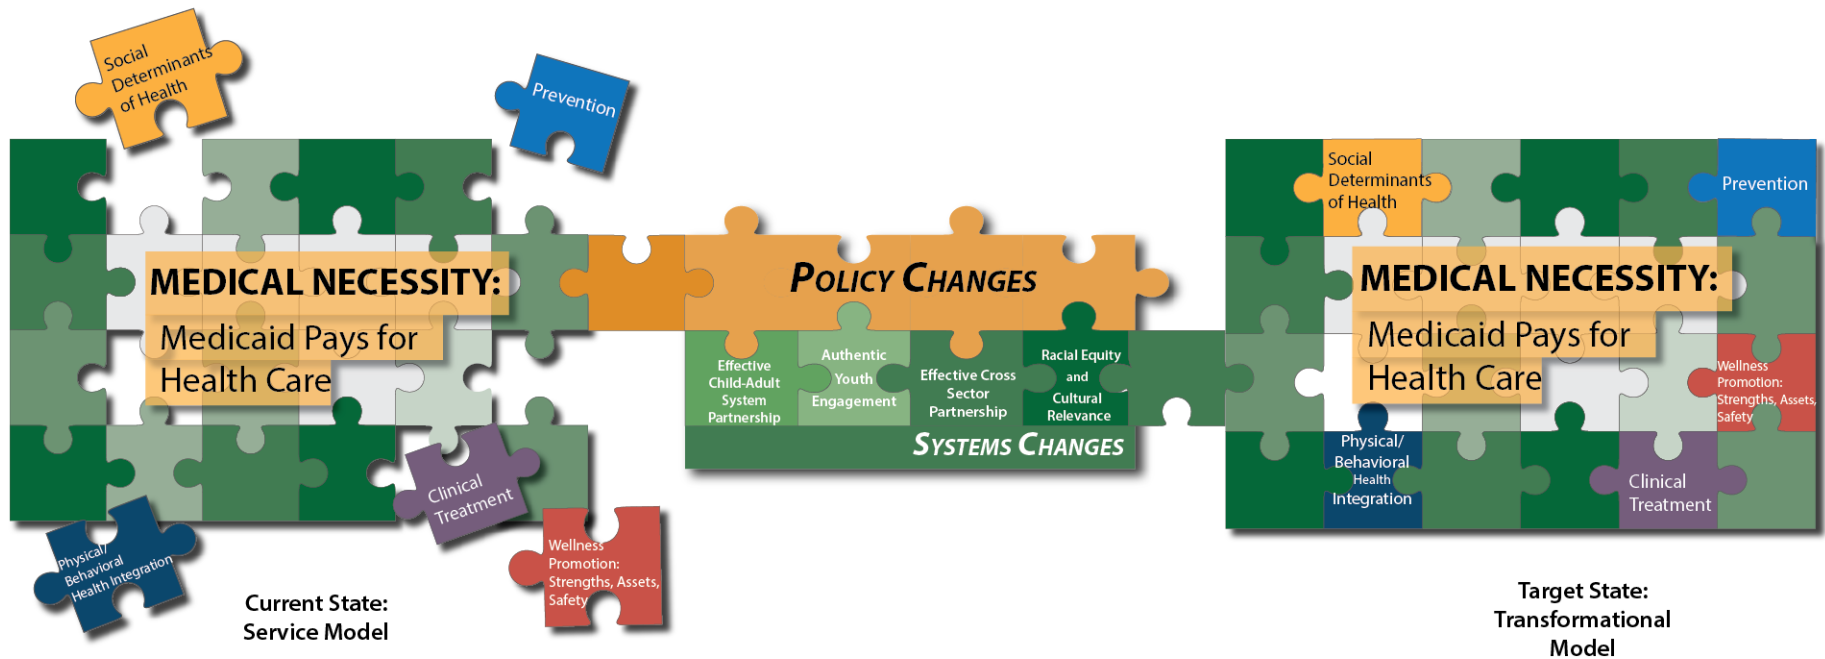 Social
Determinants
of Health
Prevention
MEDICAL NECESSITY:
Medicaid Pays for
Health Care
Clinical
Treatment
Physical/
Behavioral
Health Integration
Wellness
Promotion:
Strengths, Assets,
Safety
Current State:
Service Model
POLICY CHANGES
Effective
Child-Adult
System
Partnership
Authentic
Youth
Engagement
Effective Cross
Sector
Partnership
Racial Equity
and
Cultural
Relevance
SYSTEMS CHANGES
Social
Determinants
of Health
Prevention
MEDICAL NECESSITY:
Medicaid Pays for
Health Care
Wellness
Promotion:
Strengths, Assets,
Safety
Physical/
Behavioral
Health
Integration
Clinical
Treatment
Target State:
Transformational
Model